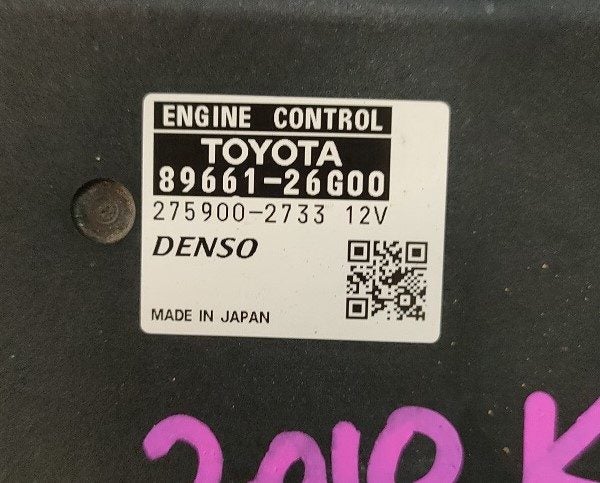 ENGINE CONTROL
TOYOTA
89661-26G00
275900-2733 12V
DENSO
MADE IN JAPAN